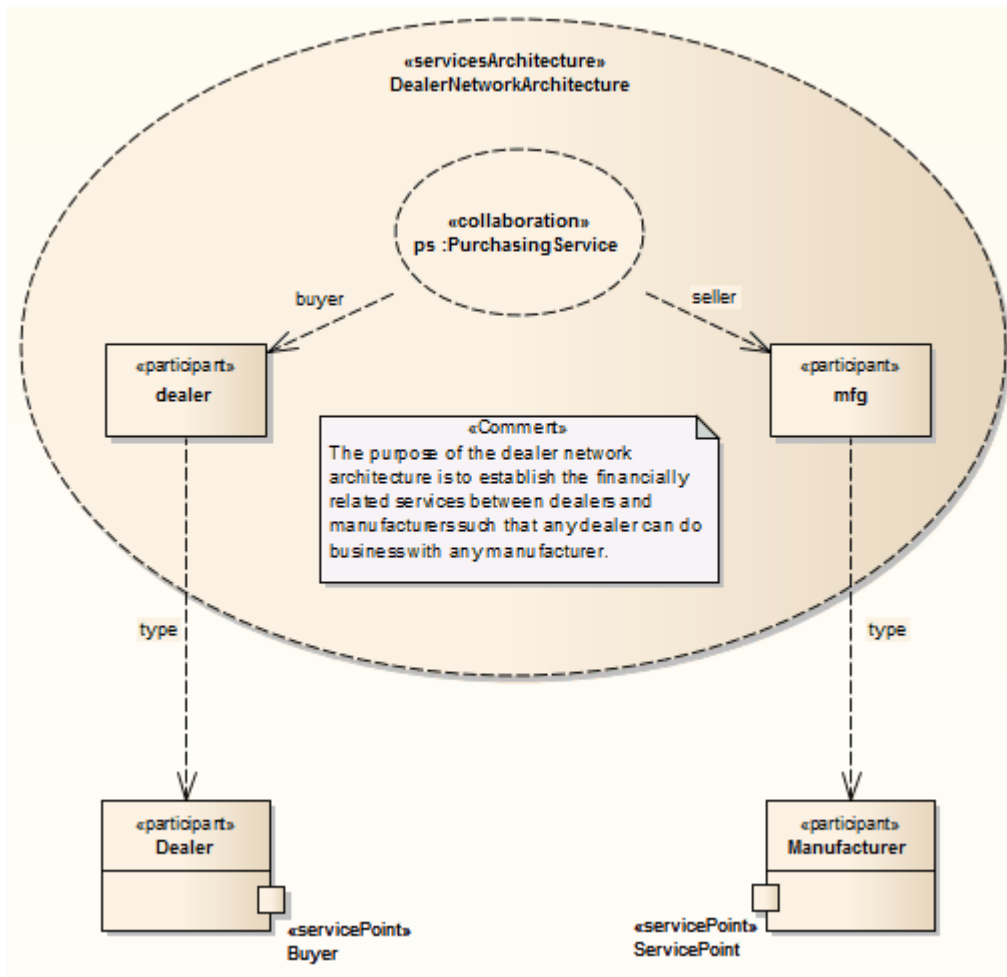 «servicesArchitecture»
DealerNetworkArchitecture
«collaboration»
ps :PurchasingService
buyer
seller
«participant»
dealer
«participant»
mfg
«Comment»
The purpose of the dealer network
architecture is to establish the financially
related services between dealers and
manufacturers such that any dealer can do
business with any manufacturer.
type
type
«participant»
Dealer
«participant»
Manufacturer
«servicePoint»
Buyer
«servicePoint»
ServicePoint